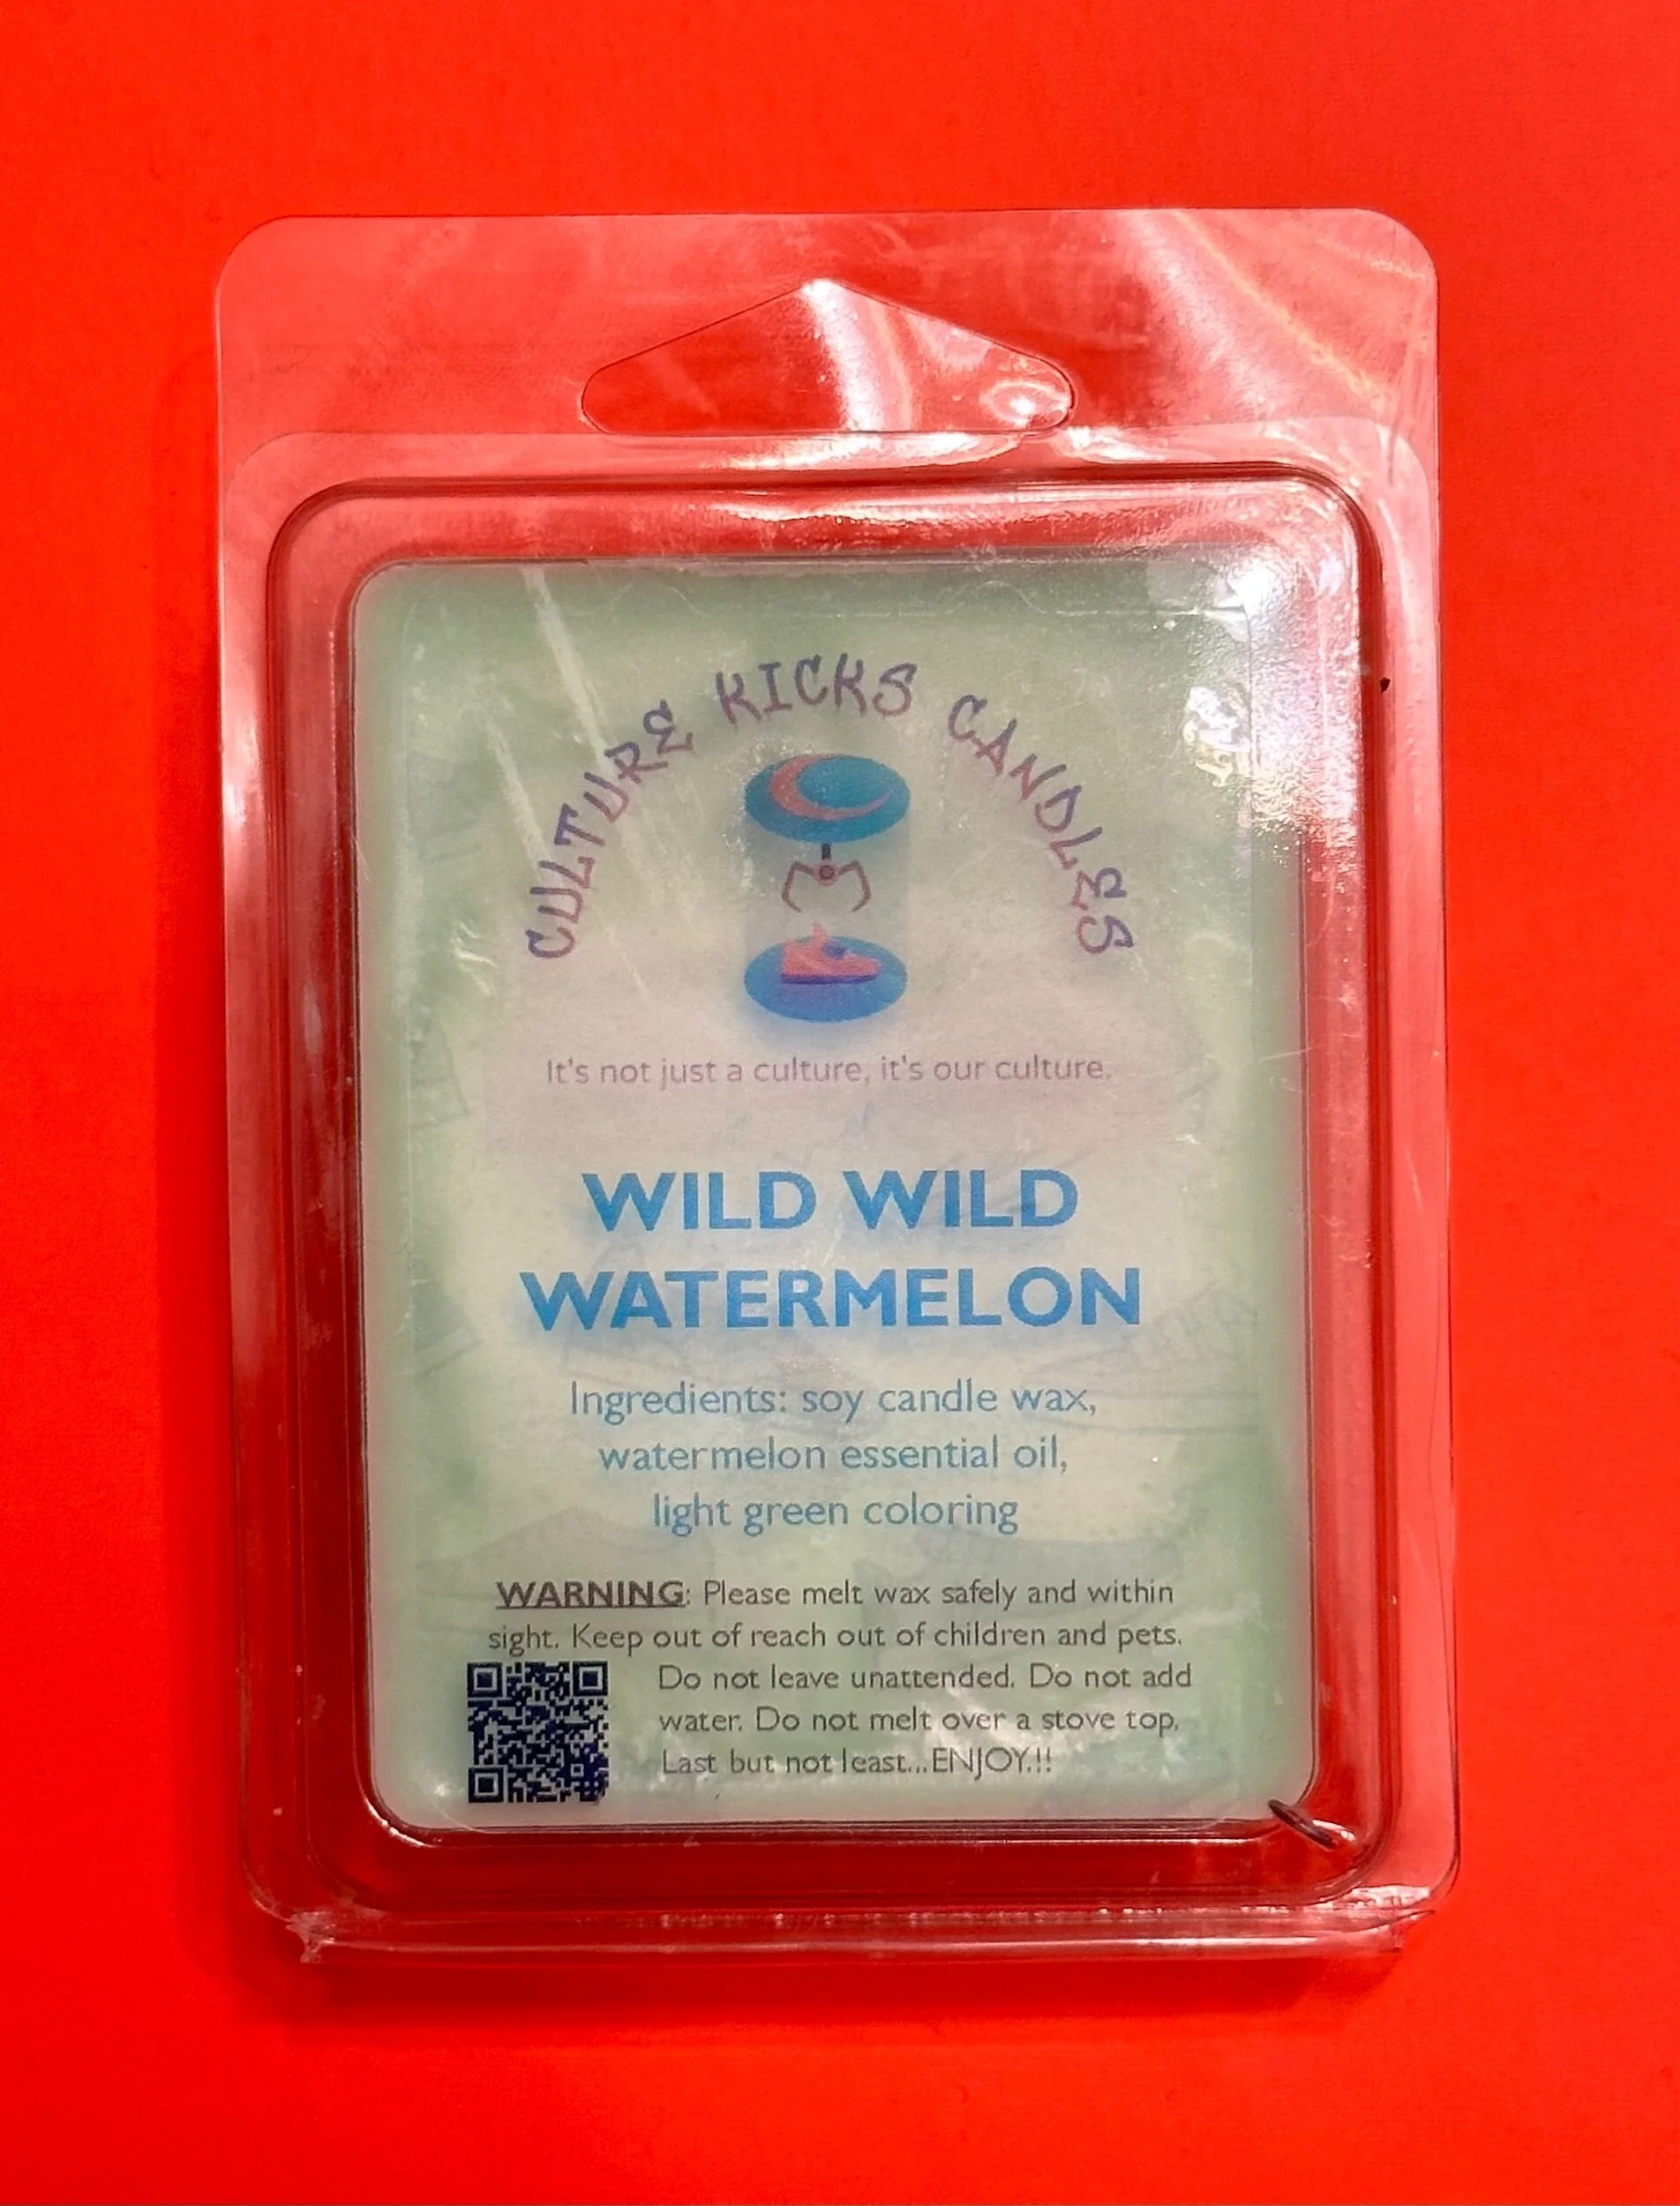 CULTURE KICKS CANDLES
It's not just a culture, it's our culture.
WILD WILD
WATERMELON
Ingredients: soy candle wax,
watermelon essential oil,
light green coloring
WARNING: Please melt wax safely and within
sight. Keep out of reach out of children and pets.
Do not leave unattended. Do not add
water. Do not melt over a stove top.
Last but not least...ENJOY.!!